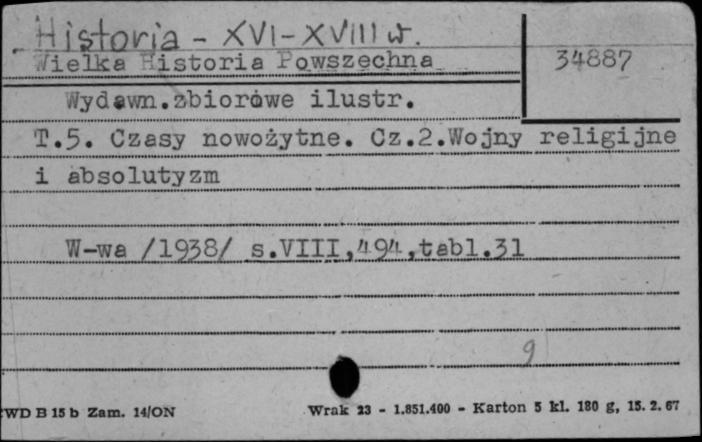 Historia - XVI-XVIII w.
Wielka Historia Powszechna
34887
Wydawn.zbiorowe ilustr.
T.5. Czasy nowożytne. Cz.2.Wojny religijne
i absolutyzm
W-wa /1938/ s.VIII,494,tabl.31
9
WD B 15 b Zam. 14/ON
Wrak 23 - 1.851.400 - Karton 5 kl. 180 g, 15. 2. 67